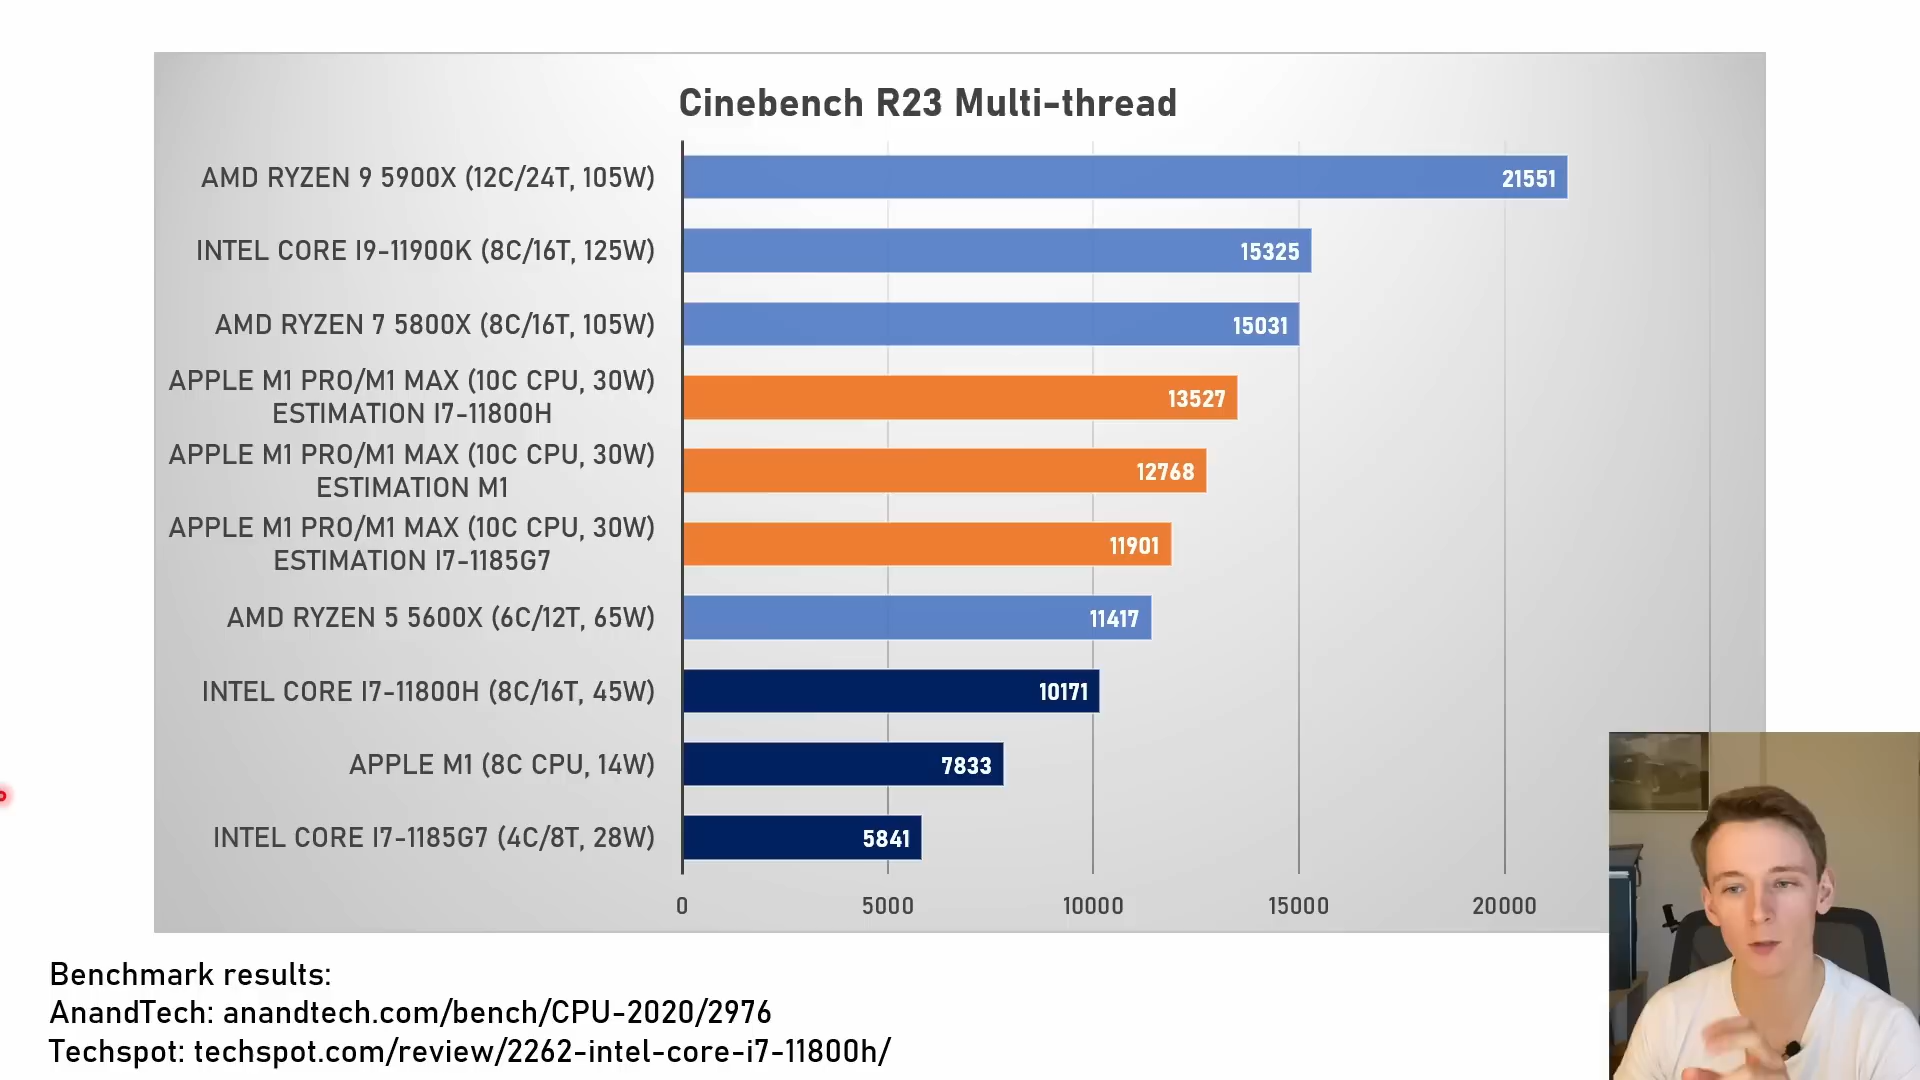 Cinebench R23 Multi-thread
AMD RYZEN 9 5900X (12C/24T, 105W)
21551
INTEL CORE I9-11900K (8C/16T, 125W)
15325
AMD RYZEN 7 5800X (8C/16T, 105W)
15031
APPLE M1 PRO/M1 MAX (10C CPU, 30W)
ESTIMATION I7-11800H
13527
APPLE M1 PRO/M1 MAX (10C CPU, 30W)
ESTIMATION M1
12768
APPLE M1 PRO/M1 MAX (10C CPU, 30W)
ESTIMATION I7-1185G7
11901
AMD RYZEN 5 5600X (6C/12T, 65W)
11417
INTEL CORE I7-11800H (8C/16T, 45W)
10171
APPLE M1 (8C CPU, 14W)
7833
INTEL CORE I7-1185G7 (4C/8T, 28W)
5841
0 5000 10000 15000 20000
Benchmark results:
AnandTech: anandtech.com/bench/CPU-2020/2976
Techspot: techspot.com/review/2262-intel-core-i7-11800h/